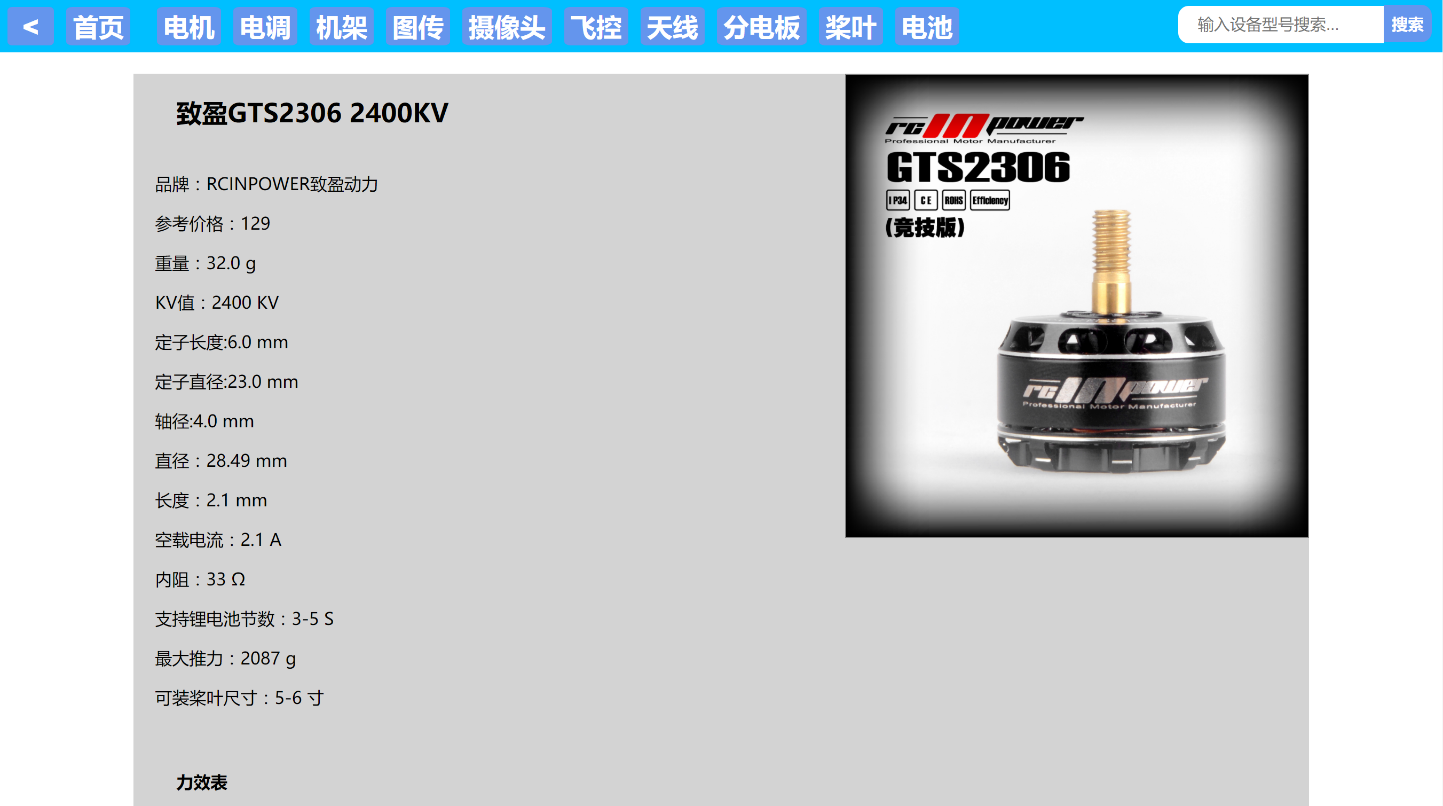 < 首页 电机 电调 机架 图传 摄像头 飞控 天线 分电板 桨叶 电池 输入设备型号搜索... 搜索
致盈GTS2306 2400KV
品牌：RCINPOWER致盈动力
参考价格：129
重量：32.0 g
KV值：2400 KV
定子长度:6.0 mm
定子直径:23.0 mm
轴径:4.0 mm
直径：28.49 mm
长度：2.1 mm
空载电流：2.1 A
内阻：33 Ω
支持锂电池节数：3-5 S
最大推力：2087 g
可装桨叶尺寸：5-6 寸
力效表
rcINpower
Professional Motor Manufacturer
GTS2306
IP34 CE ROHS Efficiency
(竞技版)
rcINpower
Professional Motor Manufacturer